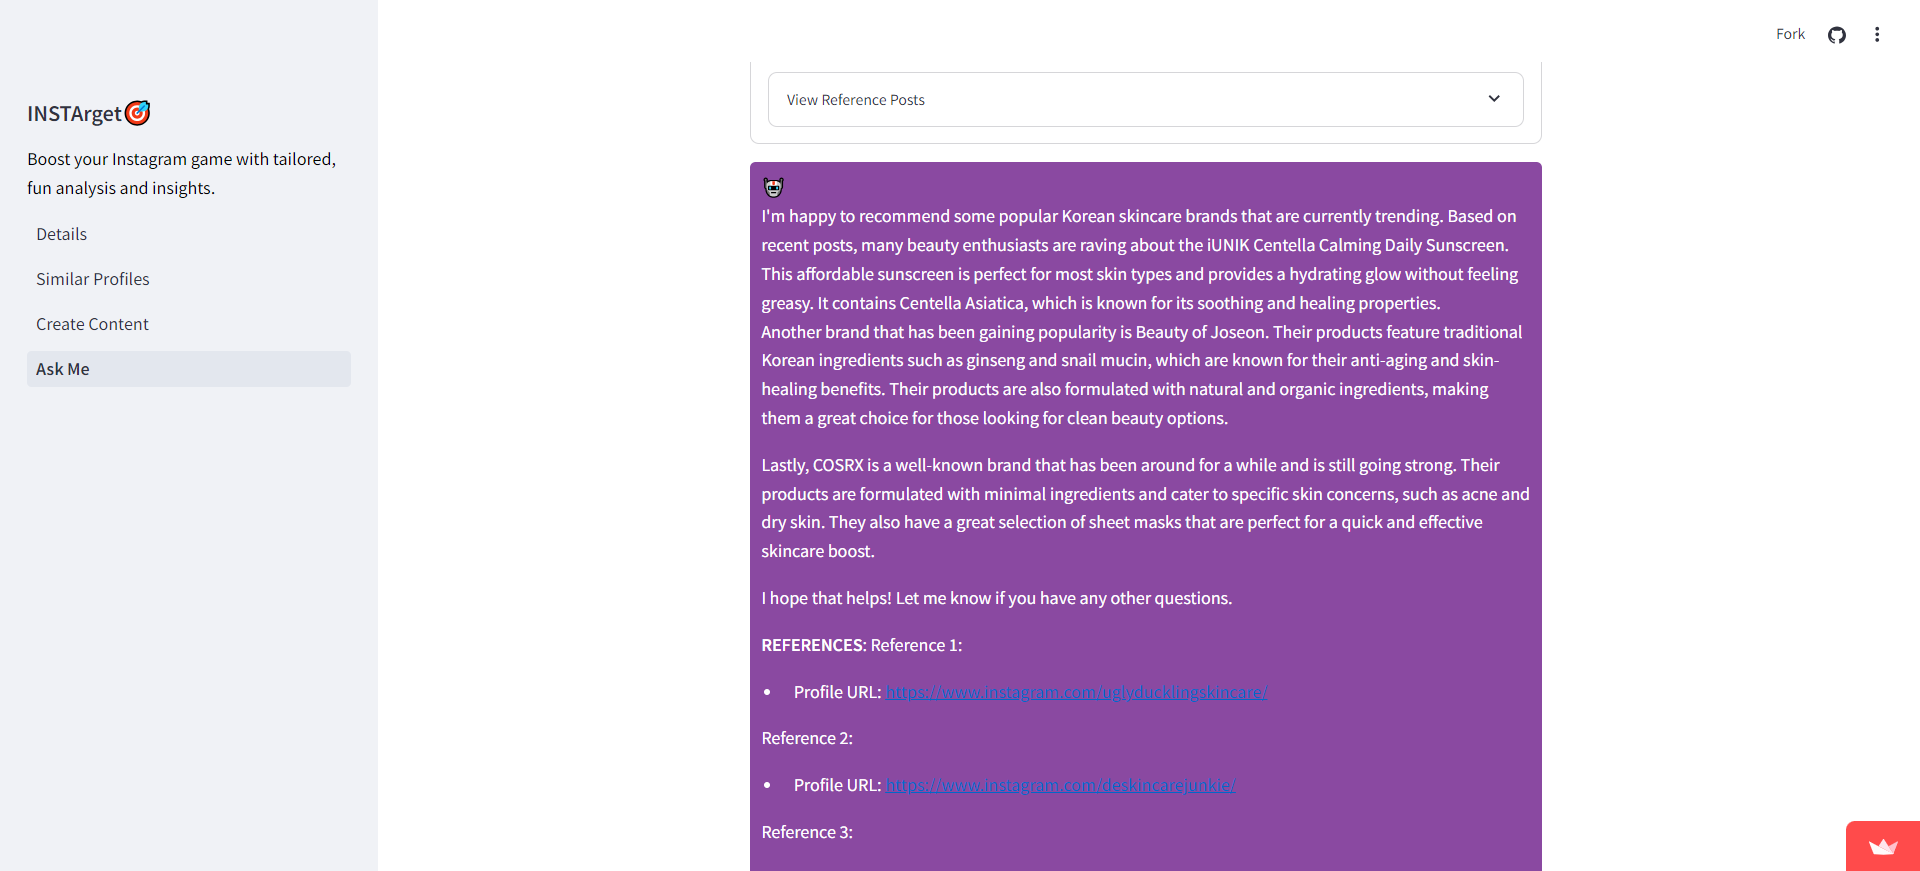 Fork
INSTArget
Boost your Instagram game with tailored,
fun analysis and insights.
Details
Similar Profiles
Create Content
Ask Me
View Reference Posts
I'm happy to recommend some popular Korean skincare brands that are currently trending. Based on
recent posts, many beauty enthusiasts are raving about the iUNIK Centella Calming Daily Sunscreen.
This affordable sunscreen is perfect for most skin types and provides a hydrating glow without feeling
greasy. It contains Centella Asiatica, which is known for its soothing and healing properties.
Another brand that has been gaining popularity is Beauty of Joseon. Their products feature traditional
Korean ingredients such as ginseng and snail mucin, which are known for their anti-aging and skin-
healing benefits. Their products are also formulated with natural and organic ingredients, making
them a great choice for those looking for clean beauty options.
Lastly, COSRX is a well-known brand that has been around for a while and is still going strong. Their
products are formulated with minimal ingredients and cater to specific skin concerns, such as acne and
dry skin. They also have a great selection of sheet masks that are perfect for a quick and effective
skincare boost.
I hope that helps! Let me know if you have any other questions.
REFERENCES: Reference 1:
• Profile URL: https://www.instagram.com/uglyducklingskincare/
Reference 2:
• Profile URL: https://www.instagram.com/deskincarejunkie/
Reference 3: